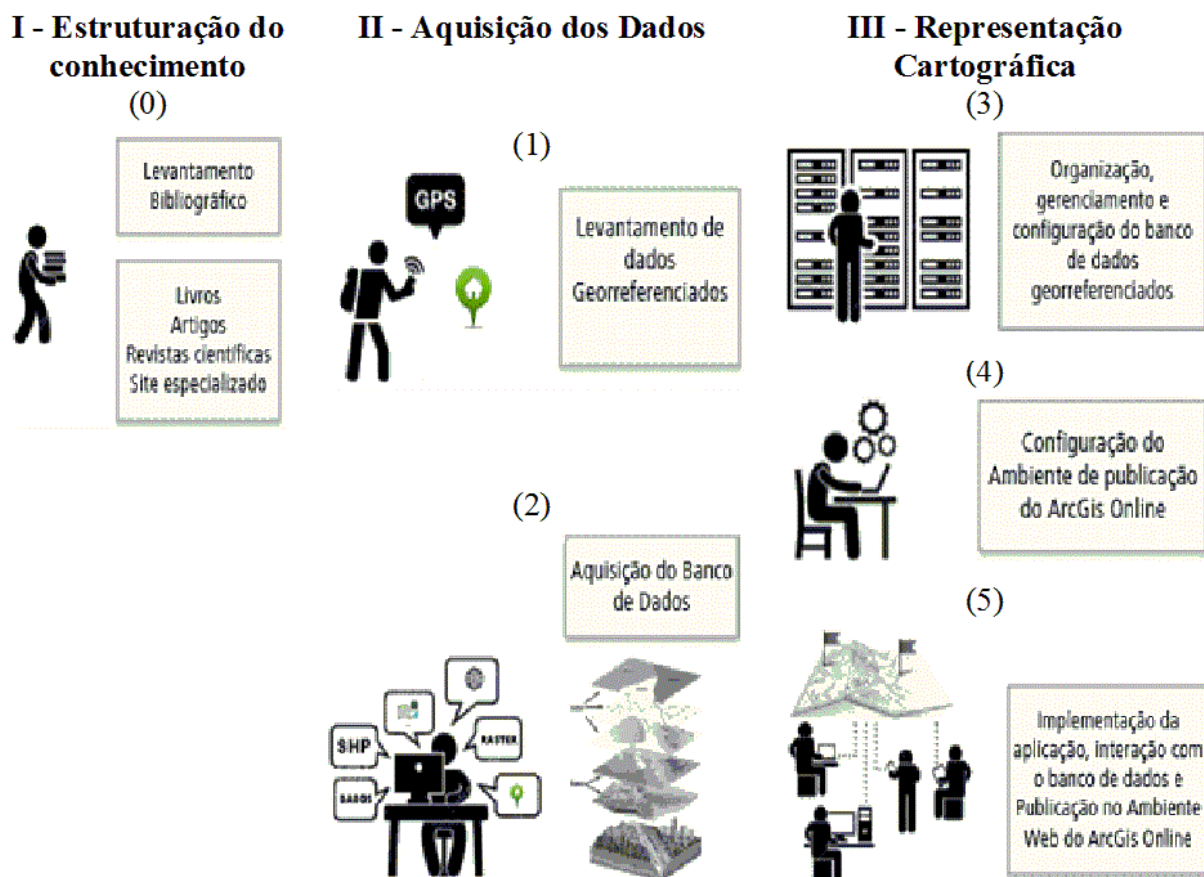 I - Estruturação do
conhecimento
(0)
Levantamento
Bibliográfico
Livros
Artigos
Revistas científicas
Site especializado
II - Aquisição dos Dados
(1)
GPS
Levantamento de
dados
Georreferenciados
(2)
Aquisição do Banco
de Dados
SHP
RASTER
DADOS
III - Representação
Cartográfica
(3)
Organização,
gerenciamento e
configuração do banco
de dados
georreferenciados
(4)
Configuração do
Ambiente de publicação
do ArcGis Online
(5)
Implementação da
aplicação, interação com
o banco de dados e
Publicação no Ambiente
Web do ArcGis Online